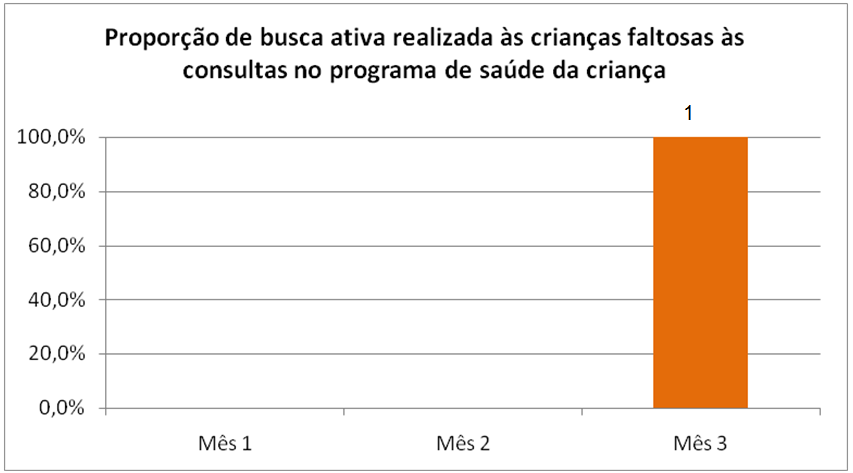 Proporção de busca ativa realizada às crianças faltosas às
consultas no programa de saúde da criança
1
100,0%
80,0%
60,0%
40,0%
20,0%
0,0%
Mês 1
Mês 2
Mês 3